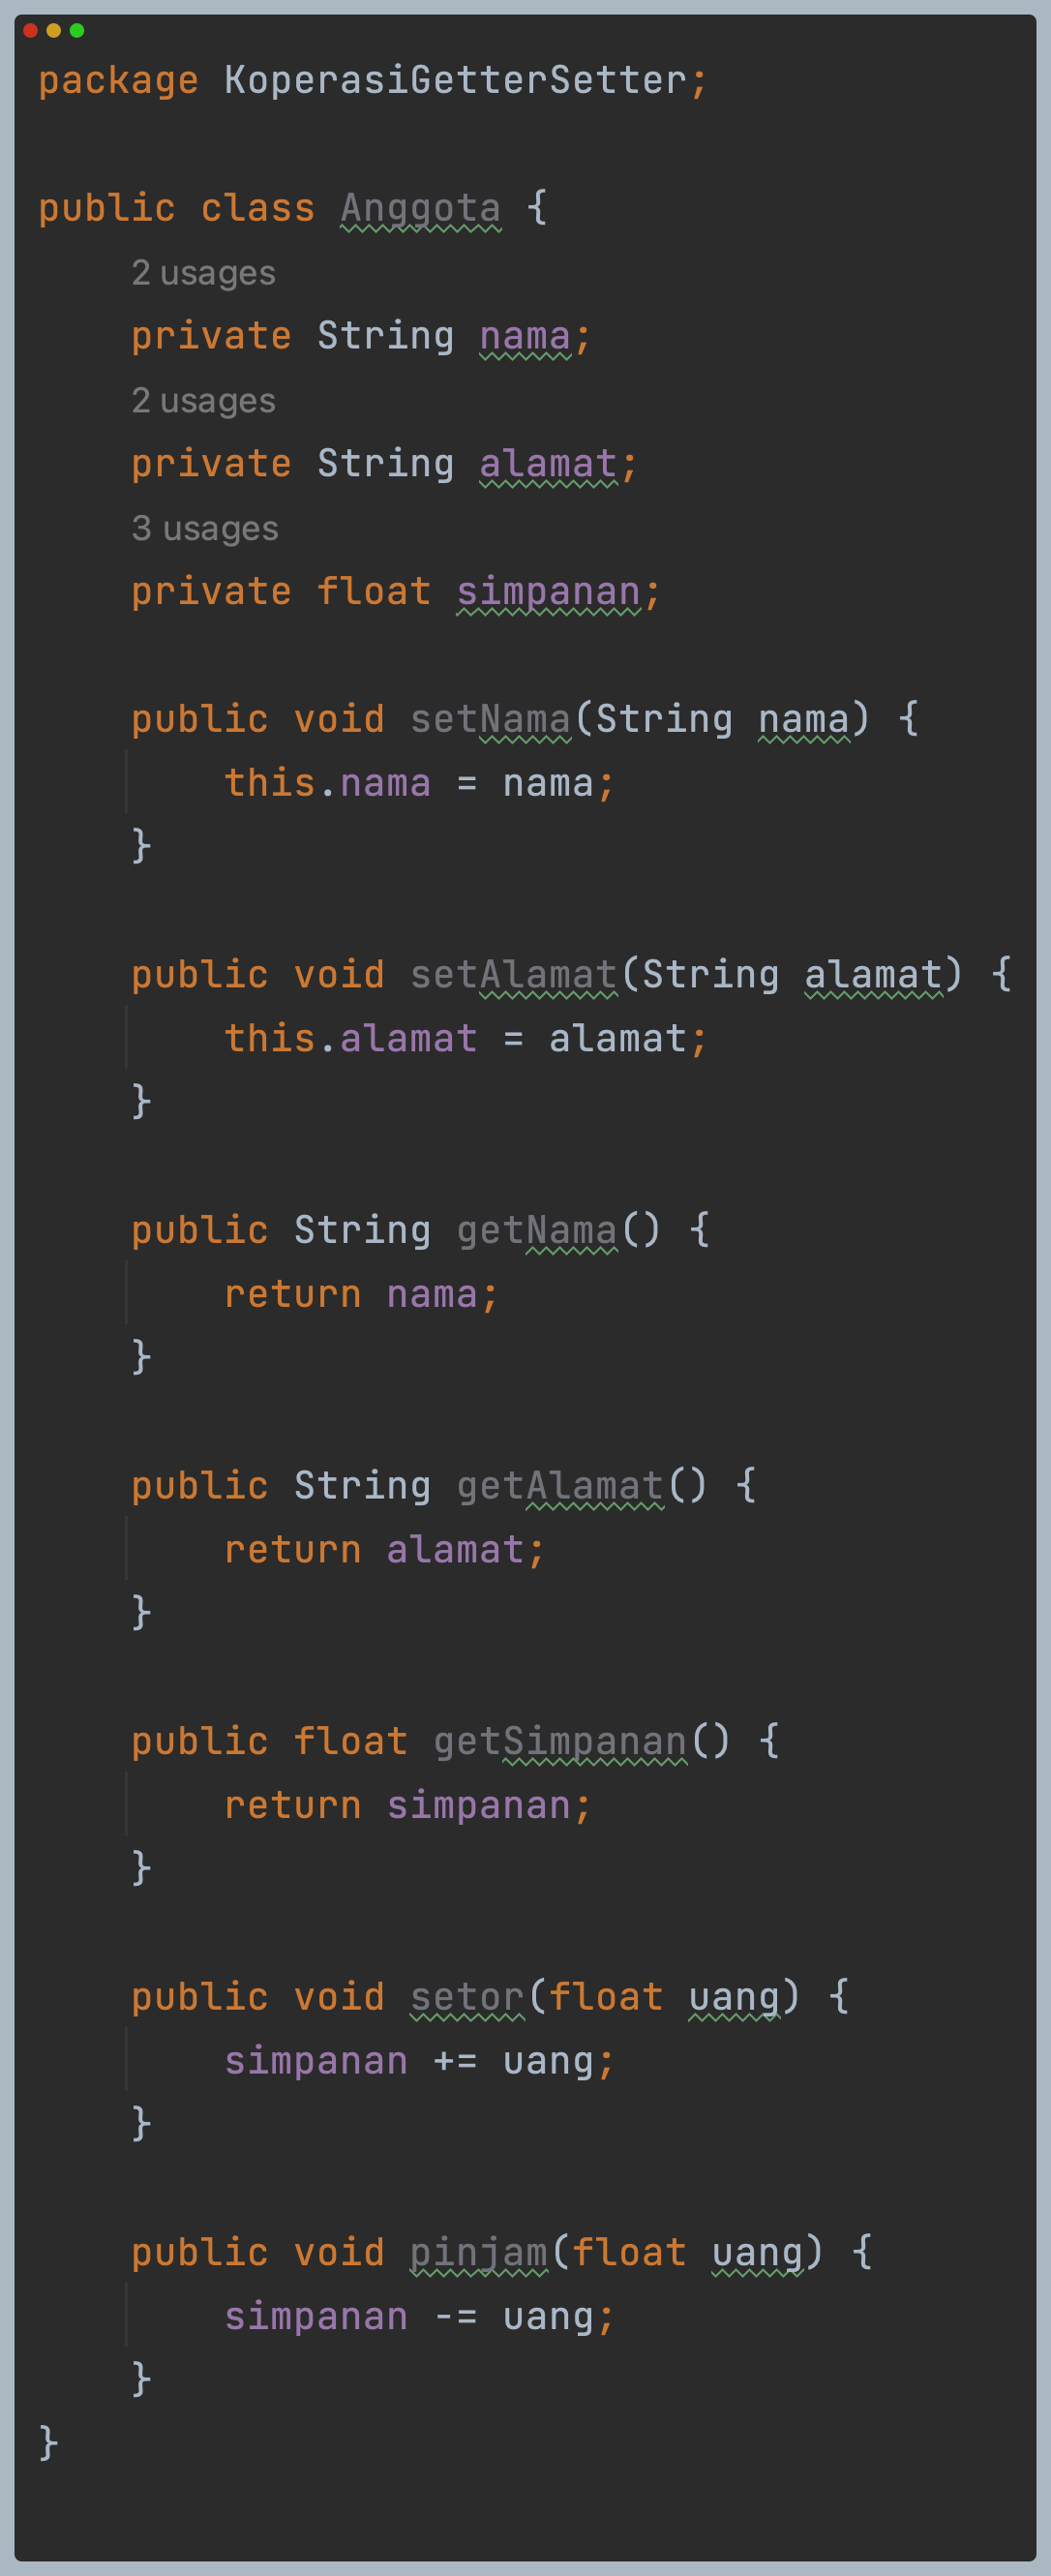 package KoperasiGetterSetter;
public class Anggota {
2 usages
private String nama;
2 usages
private String alamat;
3 usages
private float simpanan;
public void setNama(String nama) {
this.nama = nama;
}
public void setAlamat(String alamat) {
this.alamat = alamat;
}
public String getNama() {
return nama;
}
public String getAlamat() {
return alamat;
}
public float getSimpanan() {
return simpanan;
}
public void setor(float uang) {
simpanan += uang;
}
public void pinjam(float uang) {
simpanan -= uang;
}
}